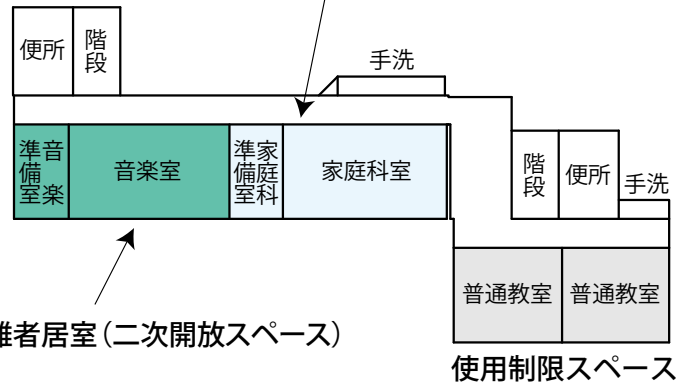 便所
階段
手洗
音楽準備室
音楽室
家庭科準備室
家庭科室
階段
便所
手洗
普通教室
普通教室
難者居室（二次開放スペース）
使用制限スペース